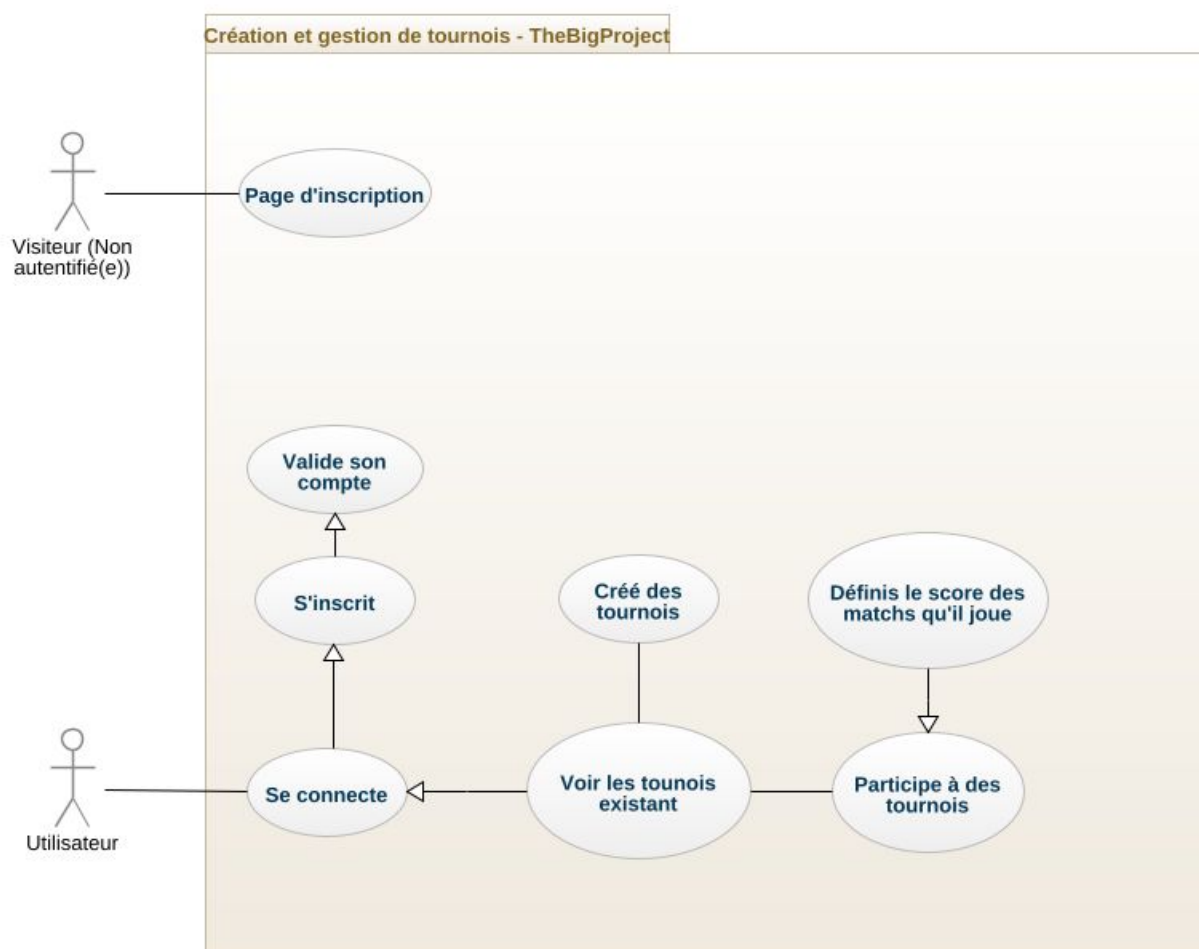 Création et gestion de tournois - TheBigProject
Page d'inscription
Visiteur (Non
autentifié(e))
Valide son
compte
S'inscrit
Créé des
tournois
Définis le score des
matchs qu'il joue
Se connecte
Voir les tounois
existant
Participe à des
tournois
Utilisateur